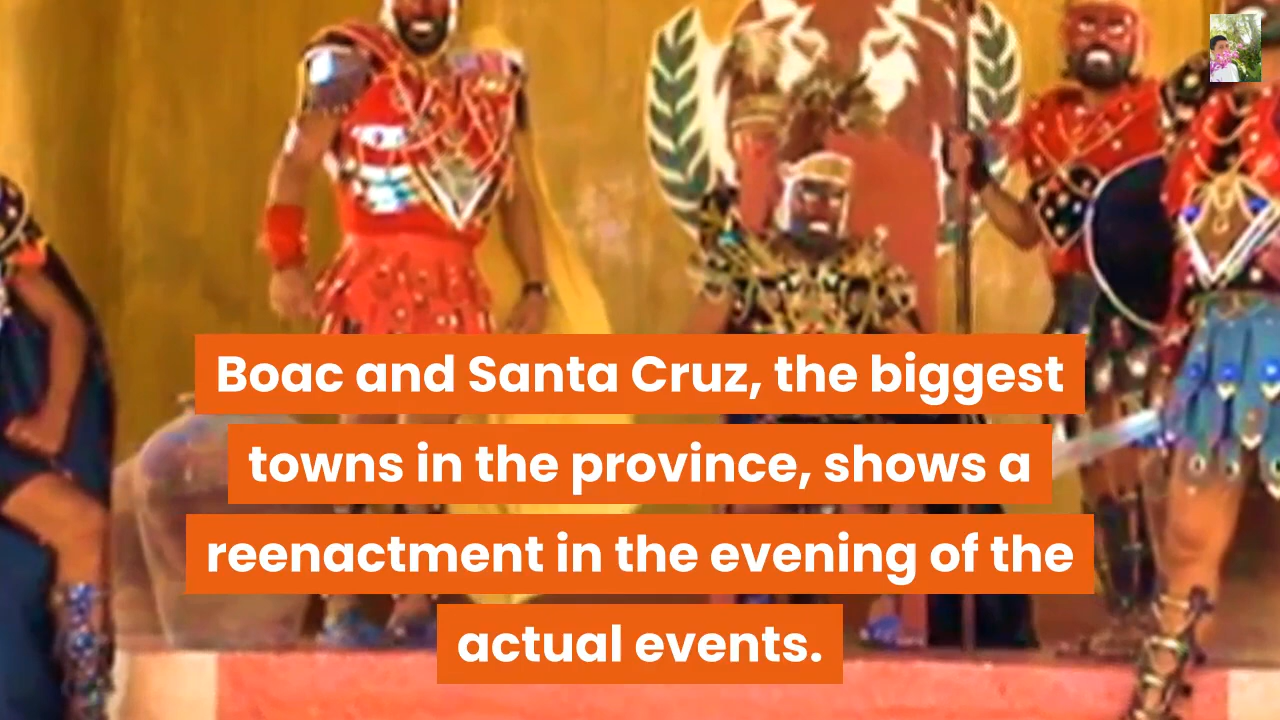 Boac and Santa Cruz, the biggest
towns in the province, shows a
reenactment in the evening of the
actual events.